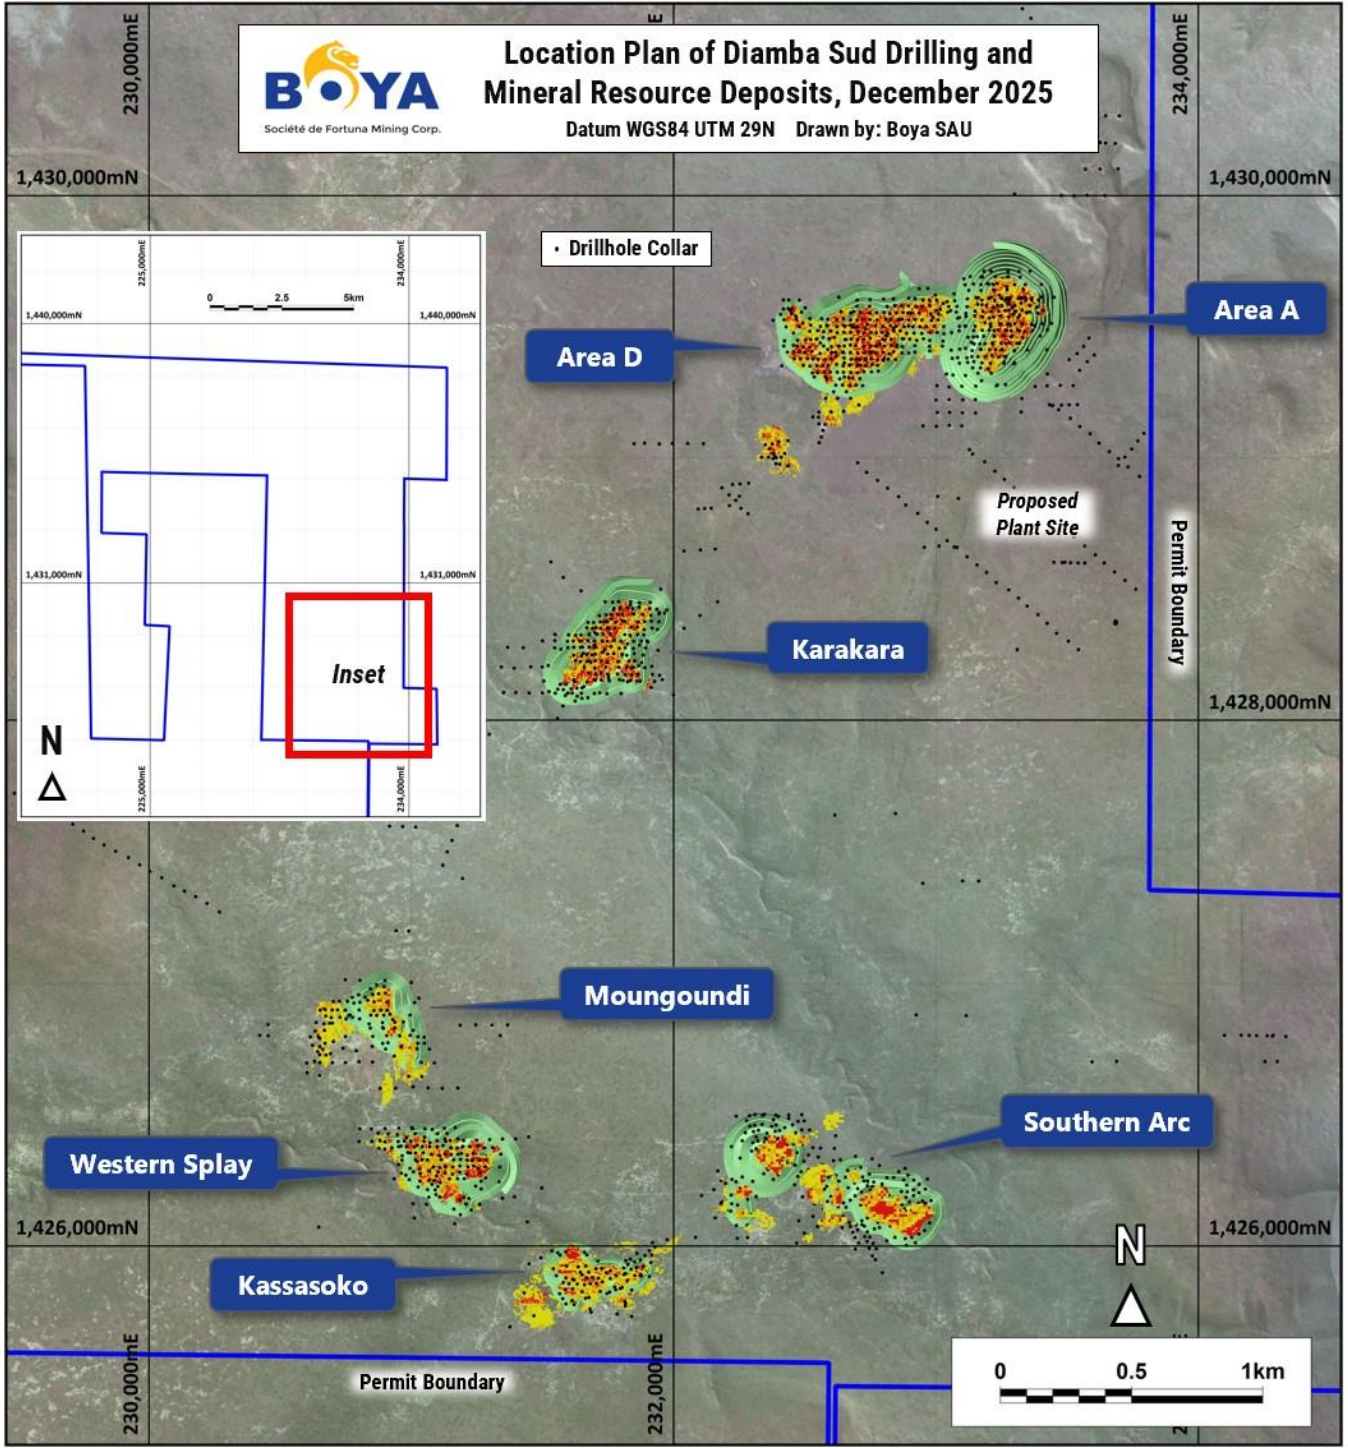 230,000mE
E
234,000mE
BOYA
Société de Fortuna Mining Corp.
Location Plan of Diamba Sud Drilling and
Mineral Resource Deposits, December 2025
Datum WGS84 UTM 29N Drawn by: Boya SAU
1,430,000mN
1,430,000mN
• Drillhole Collar
225,000mE
234,000mE
0 2.5 5km
1,440,000mN
1,440,000mN
1,431,000mN
1,431,000mN
Inset
N
225,000mE
234,000mE
Area A
Area D
Proposed
Plant Site
Permit Boundary
Karakara
1,428,000mN
Moungoundi
Southern Arc
Western Splay
1,426,000mN
1,426,000mN
N
Kassasoko
230,000mE
232,000mE
Permit Boundary
0 0.5 1km